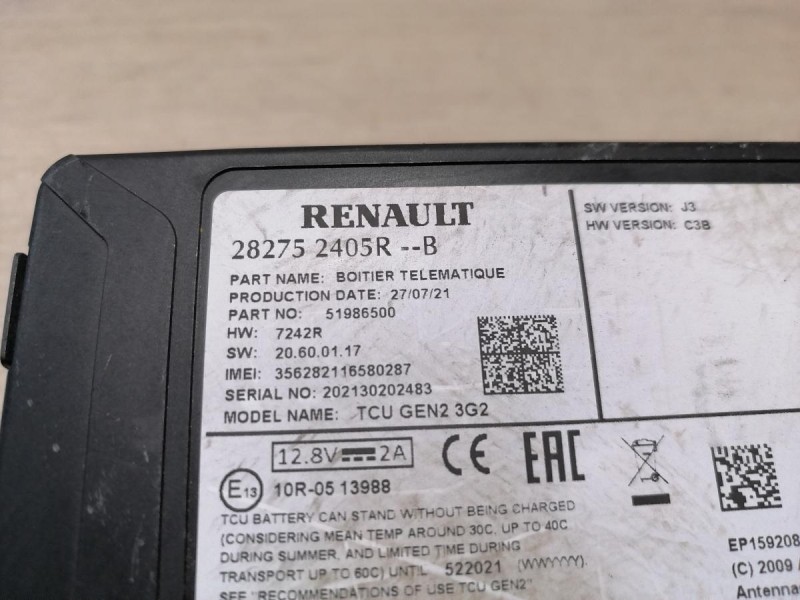 RENAULT
28275 2405R --B
PART NAME: BOITIER TELEMATIQUE
PRODUCTION DATE: 27/07/21
PART NO: 51986500
HW: 7242R
SW: 20.60.01.17
IMEI: 356282116580287
SERIAL NO: 202130202483
MODEL NAME: TCU GEN2 3G2
SW VERSION: J3
HW VERSION: C3B
12.8V 2A
CE
EAC
E13 10R-05 13988
TCU BATTERY CAN STAND WITHOUT BEING CHARGED
(CONSIDERING MEAN TEMP AROUND 30C, UP TO 40C
DURING SUMMER, AND LIMITED TIME DURING
TRANSPORT UP TO 60C) UNTIL 522021 (WWYYYY).
SEE "RECOMMENDATIONS OF USE TCU GEN2"
EP159208
(C) 2009
Antenna